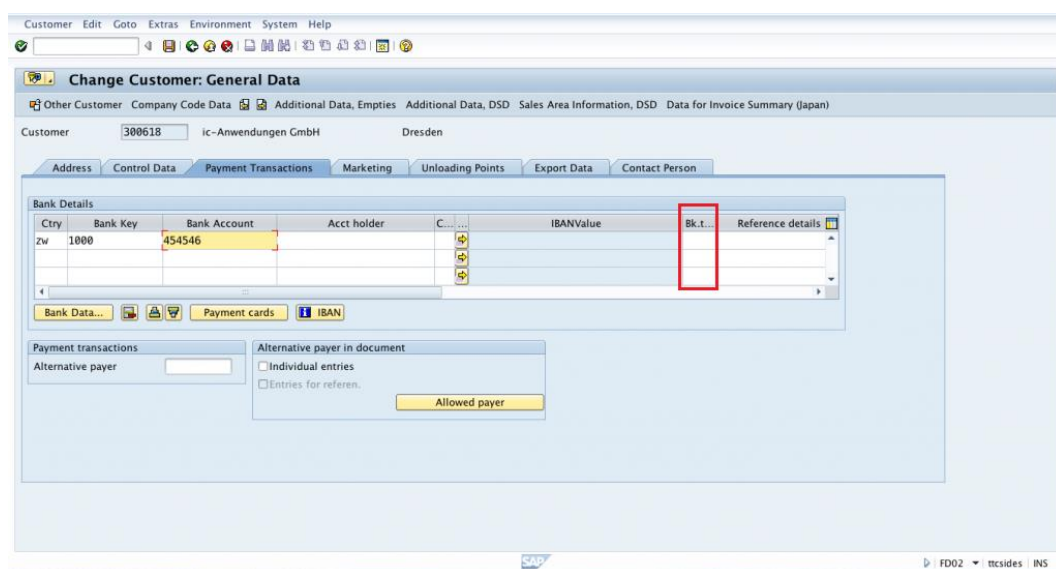 Customer Edit Goto Extras Environment System Help
Change Customer: General Data
Other Customer Company Code Data Additional Data, Empties Additional Data, DSD Sales Area Information, DSD Data for Invoice Summary (Japan)
Customer 300618 ic-Anwendungen GmbH Dresden
Address Control Data Payment Transactions Marketing Unloading Points Export Data Contact Person
Bank Details
Ctry Bank Key Bank Account Acct holder C... ... IBANValue Bk.t... Reference details
zw 1000 454546
Bank Data... Payment cards IBAN
Payment transactions Alternative payer in document
Alternative payer Individual entries
Entries for referen.
Allowed payer
SAP FD02 ttcsides INS